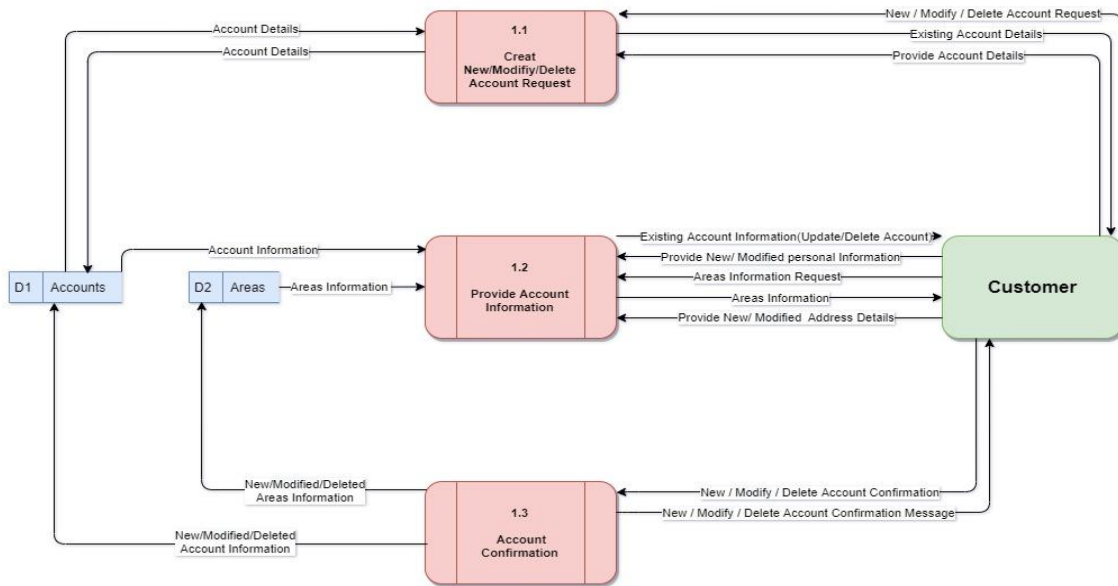 New / Modify / Delete Account Request
Account Details
1.1
Existing Account Details
Account Details
Creat
Provide Account Details
New/Modifiy/Delete
Account Request
Existing Account Information(Update/Delete Account)
Account Information
Provide New/ Modified personal Information
1.2
Areas Information Request
D1 Accounts
D2 Areas
Areas Information
Provide Account
Information
Areas Information
Customer
Provide New/ Modified Address Details
New/Modified/Deleted
Areas Information
New / Modify / Delete Account Confirmation
1.3
New / Modify / Delete Account Confirmation Message
New/Modified/Deleted
Account Information
Account
Confirmation